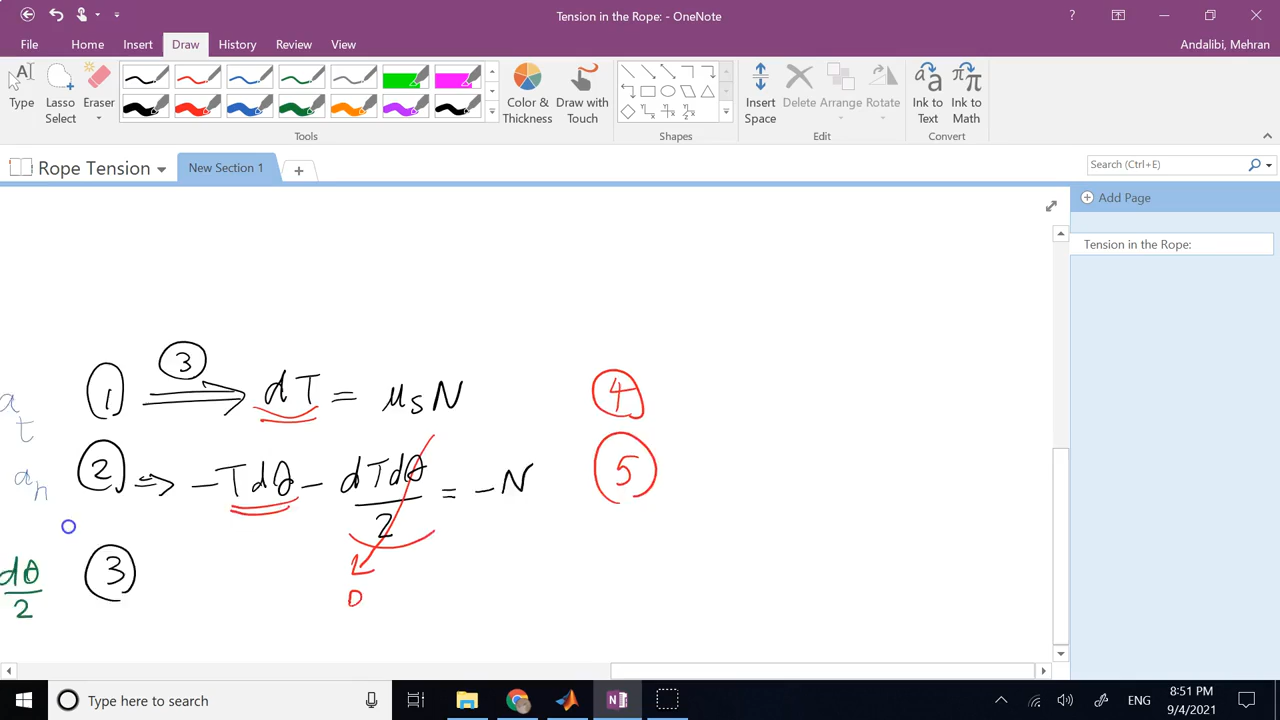 Tension in the Rope: - OneNote
?
File Home Insert Draw History Review View
Andalibi, Mehran
Type
Lasso Select
Eraser
Color & Thickness
Draw with Touch
Insert Space
Delete
Arrange
Rotate
Ink to Text
Ink to Math
Tools
Shapes
Edit
Convert
Rope Tension
New Section 1
Search (Ctrl+E)
Add Page
Tension in the Rope:
a t
1 ⟹ 3 dT = μs N 4
an
2 ⇒ -Tdθ - dTdθ/2 = -N 5
0
dθ/2 3
Type here to search
ENG
8:51 PM
9/4/2021